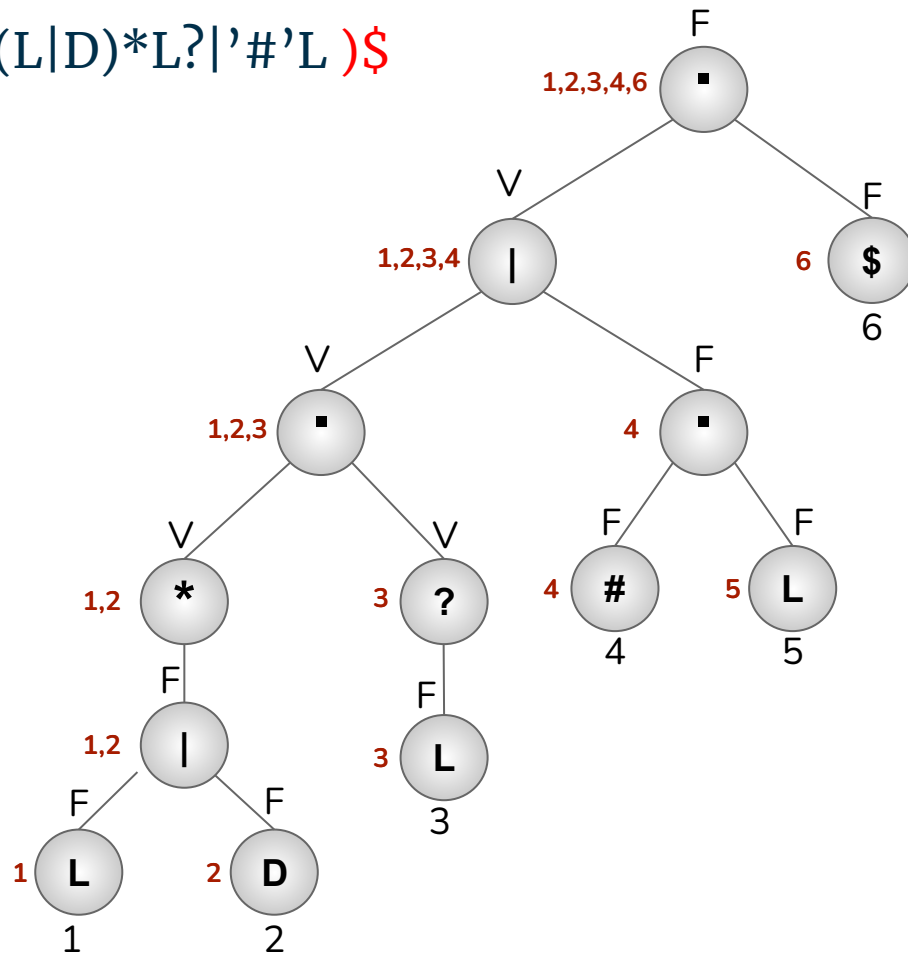 (L|D)*L?|’#’L )$
F
1,2,3,4,6 ▪
V
F
1,2,3,4 |
6 $
6
V
F
1,2,3 ▪
4 ▪
V
V
F
F
1,2 *
3 ?
4 #
5 L
4
5
F
F
1,2 |
3 L
3
F
F
1 L
2 D
1
2